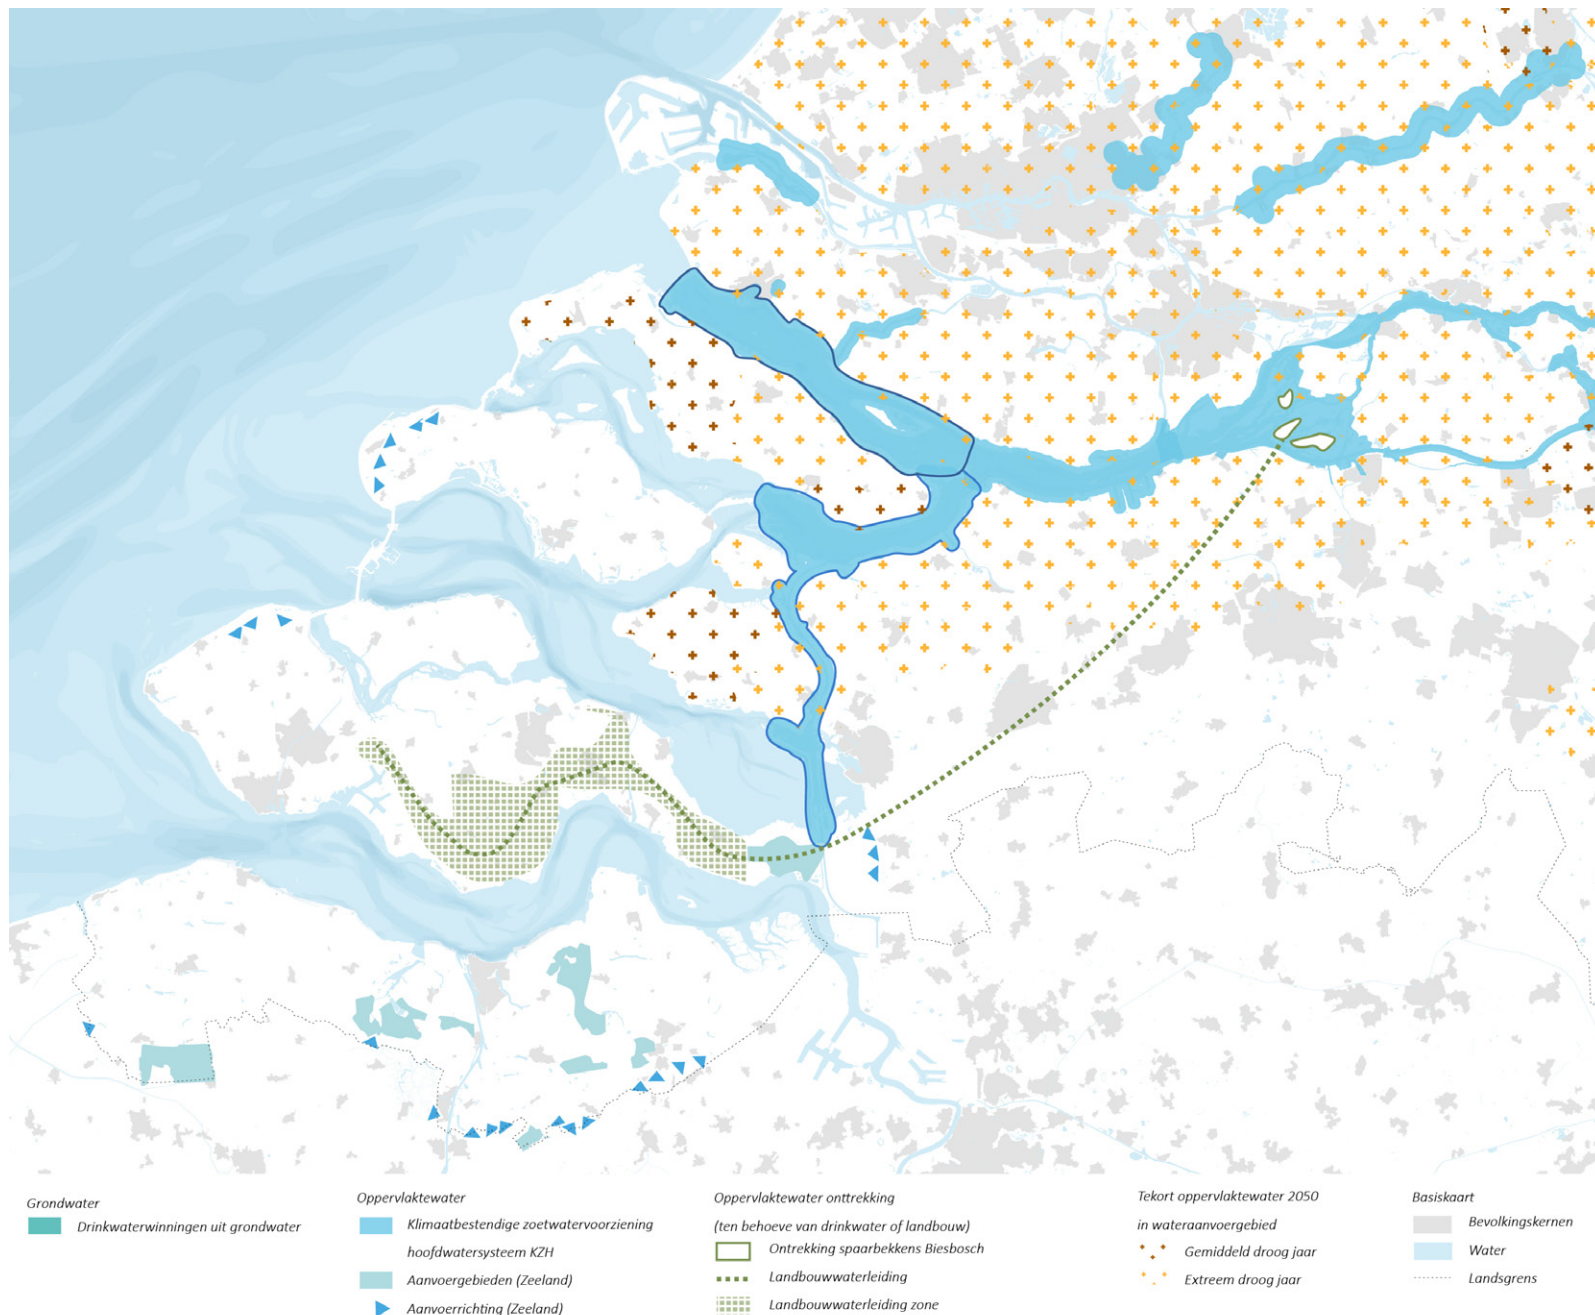 Grondwater
Drinkwaterwinningen uit grondwater
Oppervlaktewater
Klimaatbestendige zoetwatervoorziening
hoofdwatersysteem KZH
Aanvoergebieden (Zeeland)
Aanvoerrichting (Zeeland)
Oppervlaktewater onttrekking
(ten behoeve van drinkwater of landbouw)
Ontrekking spaarbekkens Biesbosch
Landbouwwaterleiding
Landbouwwaterleiding zone
Tekort oppervlaktewater 2050
in wateraanvoergebied
Gemiddeld droog jaar
Extreem droog jaar
Basiskaart
Bevolkingskernen
Water
Landsgrens